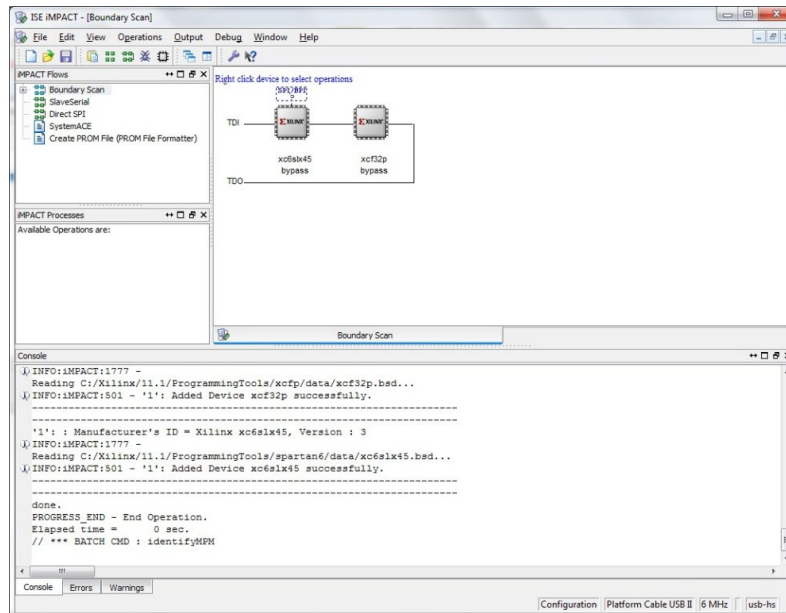 ISE iMPACT - [Boundary Scan]
File Edit View Operations Output Debug Window Help
iMPACT Flows
Boundary Scan
SlaveSerial
Direct SPI
SystemACE
Create PROM File (PROM File Formatter)
iMPACT Processes
Available Operations are:
Right click device to select operations
SPI/BPI
?
TDI
XILINX
XILINX
xc6slx45
bypass
xcf32p
bypass
TDO
Boundary Scan
Console
INFO:iMPACT:1777 -
Reading C:/Xilinx/11.1/ProgrammingTools/xcfp/data/xcf32p.bsd...
INFO:iMPACT:501 - '1': Added Device xcf32p successfully.
----------------------------------------------------------------------
----------------------------------------------------------------------
'1': : Manufacturer's ID = Xilinx xc6slx45, Version : 3
INFO:iMPACT:1777 -
Reading C:/Xilinx/11.1/ProgrammingTools/spartan6/data/xc6slx45.bsd...
INFO:iMPACT:501 - '1': Added Device xc6slx45 successfully.
----------------------------------------------------------------------
----------------------------------------------------------------------
done.
PROGRESS_END - End Operation.
Elapsed time =      0 sec.
// *** BATCH CMD : identifyMPM
Console Errors Warnings
Configuration Platform Cable USB II 6 MHz usb-hs